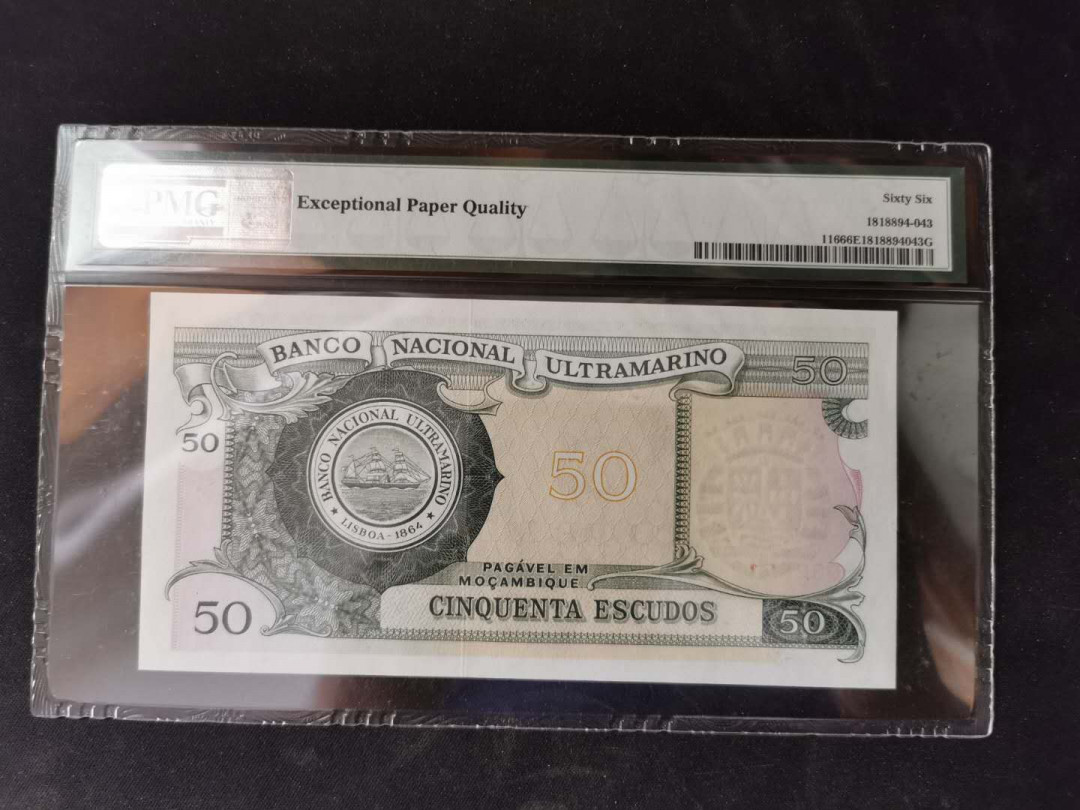 PMG
Exceptional Paper Quality
Sixty Six
1818894-043
11666E1818894043G
BANCO NACIONAL ULTRAMARINO
50
50
BANCO NACIONAL ULTRAMARINO
★ LISBOA - 1864 ★
50
PAGÁVEL EM
MOÇAMBIQUE
CINQUENTA ESCUDOS
50
50